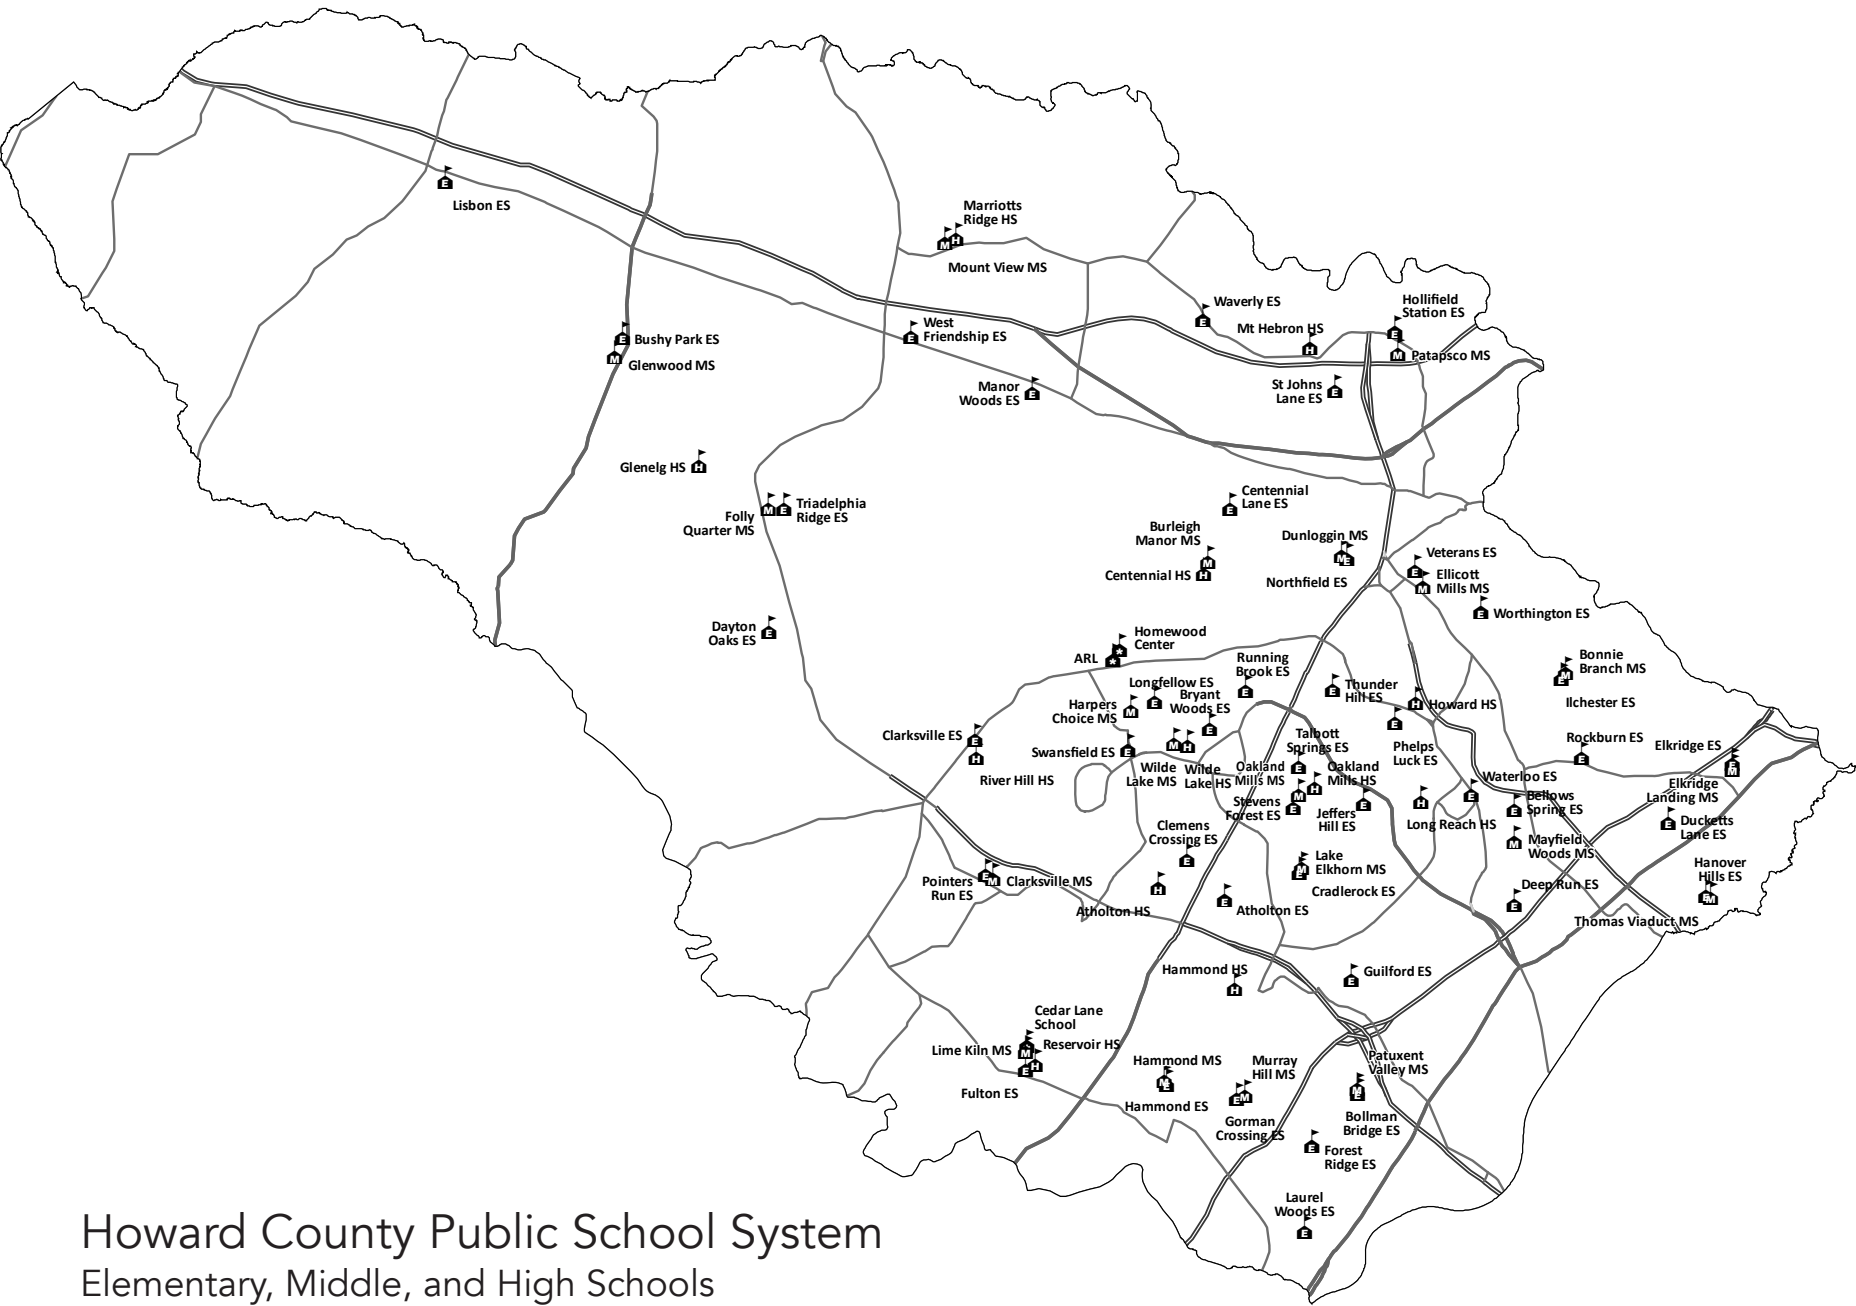 Lisbon ES
Marriotts
Ridge HS
Mount View MS
Waverly ES
Hollifield
Station ES
Mt Hebron HS
Patapsco MS
West
Friendship ES
Bushy Park ES
Glenwood MS
Manor
Woods ES
St Johns
Lane ES
Glenelg HS
Folly
Quarter MS
Triadelphia
Ridge ES
Centennial
Lane ES
Burleigh
Manor MS
Centennial HS
Dunloggin MS
Northfield ES
Veterans ES
Ellicott
Mills MS
Worthington ES
Dayton
Oaks ES
Homewood
Center
ARL
Bonnie
Branch MS
Ilchester ES
Running
Brook ES
Thunder
Hill ES
Howard HS
Longfellow ES
Bryant
Woods ES
Harpers
Choice MS
Clarksville ES
River Hill HS
Swansfield ES
Wilde
Lake MS
Wilde
Lake HS
Talbott
Springs ES
Oakland
Mills MS
Oakland
Mills HS
Stevens
Forest ES
Jeffers
Hill ES
Phelps
Luck ES
Rockburn ES
Elkridge ES
Elkridge
Landing MS
Waterloo ES
Bellows
Spring ES
Long Reach HS
Ducketts
Lane ES
Mayfield
Woods MS
Clemens
Crossing ES
Lake
Elkhorn MS
Cradlerock ES
Hanover
Hills ES
Deep Run ES
Thomas Viaduct MS
Pointers
Run ES
Clarksville MS
Atholton HS
Atholton ES
Hammond HS
Guilford ES
Cedar Lane
School
Lime Kiln MS
Reservoir HS
Fulton ES
Hammond MS
Hammond ES
Murray
Hill MS
Gorman
Crossing ES
Patuxent
Valley MS
Bollman
Bridge ES
Forest
Ridge ES
Laurel
Woods ES
Howard County Public School System
Elementary, Middle, and High Schools